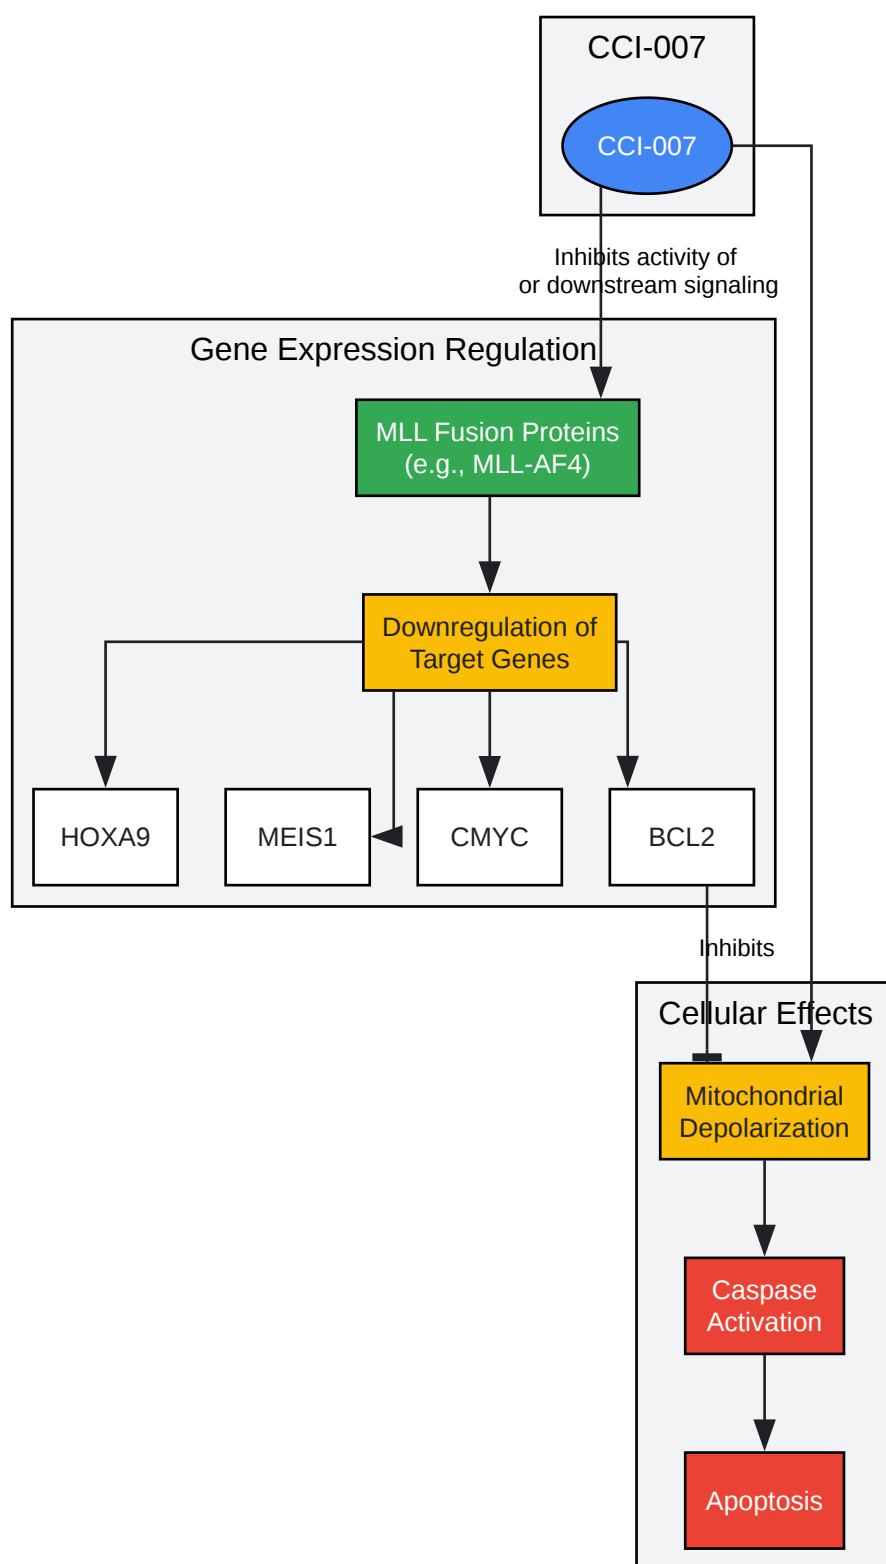 CCI-007
CCI-007
Inhibits activity of
or downstream signaling
Gene Expression Regulation
MLL Fusion Proteins
(e.g., MLL-AF4)
Downregulation of
Target Genes
HOXA9
MEIS1
CMYC
BCL2
Inhibits
Cellular Effects
Mitochondrial
Depolarization
Caspase
Activation
Apoptosis